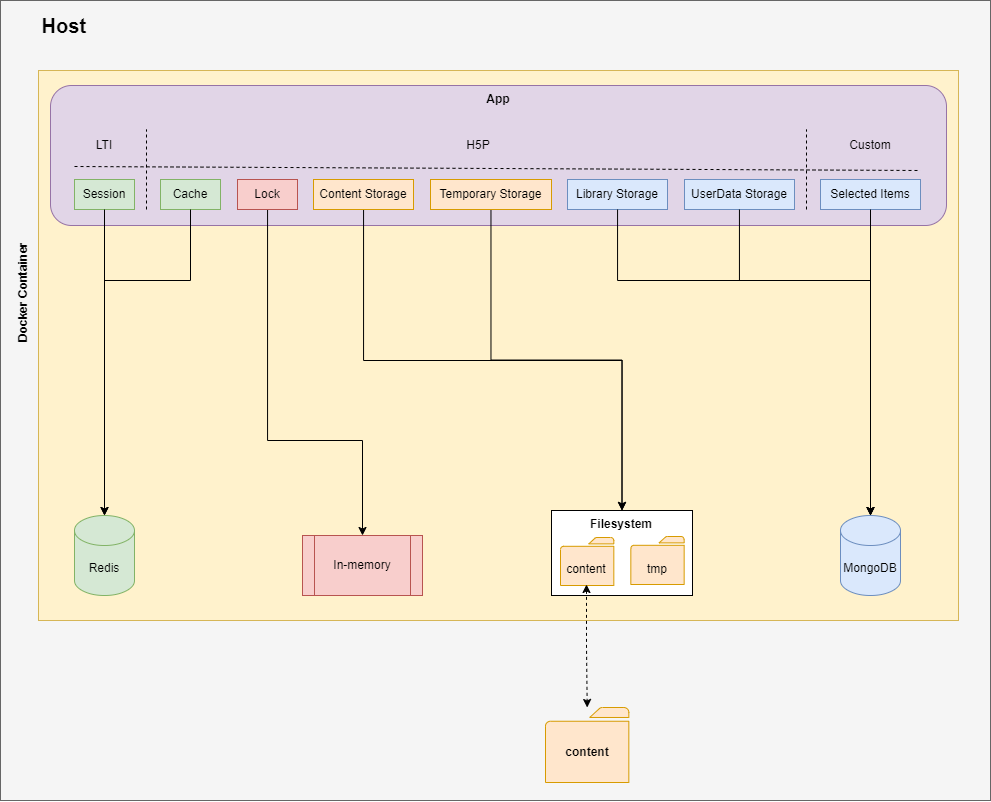 Host
App
LTI
H5P
Custom
Session
Cache
Lock
Content Storage
Temporary Storage
Library Storage
UserData Storage
Selected Items
Docker Container
Redis
In-memory
Filesystem
content
tmp
MongoDB
content